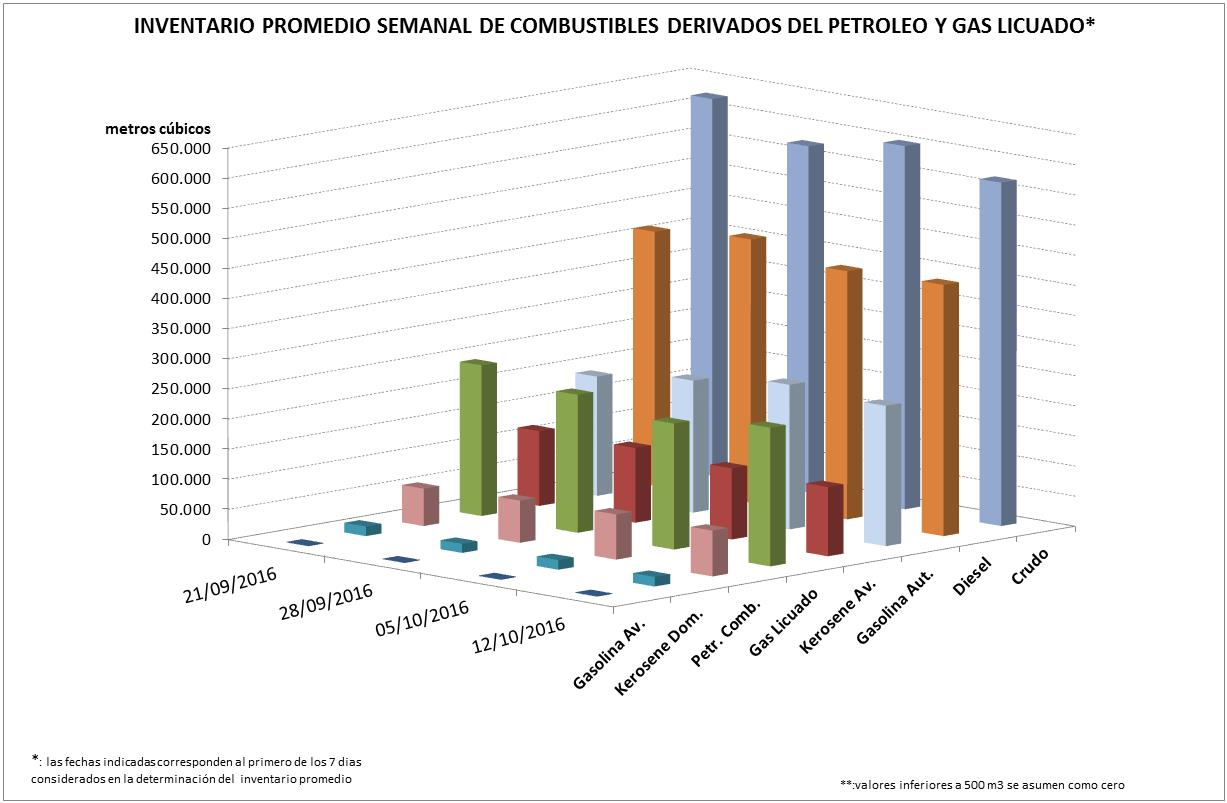 INVENTARIO PROMEDIO SEMANAL DE COMBUSTIBLES DERIVADOS DEL PETROLEO Y GAS LICUADO*
metros cúbicos
650.000
600.000
550.000
500.000
450.000
400.000
350.000
300.000
250.000
200.000
150.000
100.000
50.000
0
21/09/2016
28/09/2016
05/10/2016
12/10/2016
Gasolina Av.
Kerosene Dom.
Petr. Comb.
Gas Licuado
Kerosene Av.
Gasolina Aut.
Diesel
Crudo
*: las fechas indicadas corresponden al primero de los 7 dias
considerados en la determinación del inventario promedio
**:valores inferiores a 500 m3 se asumen como cero